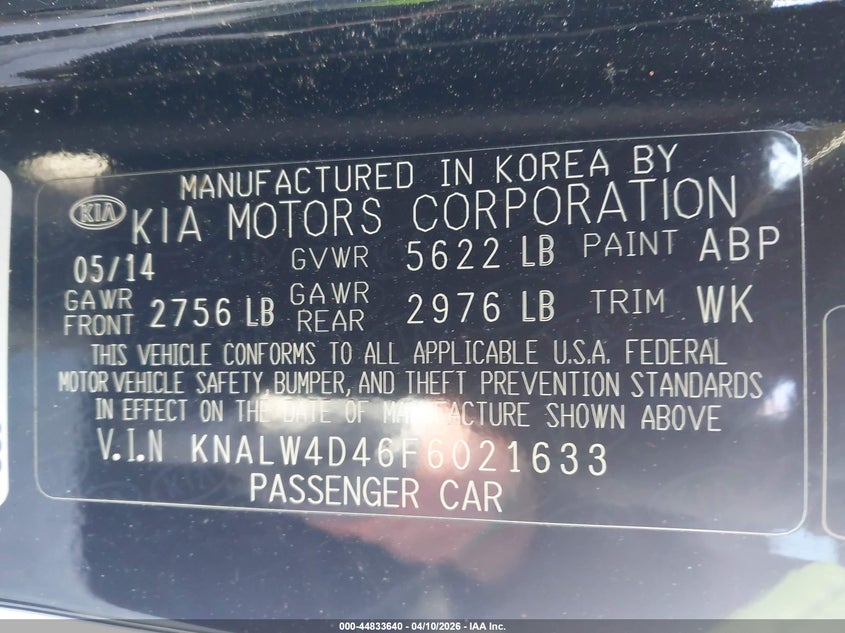 MANUFACTURED IN KOREA BY
KIA KIA MOTORS CORPORATION
05/14 GVWR 5622 LB PAINT ABP
GAWR FRONT 2756 LB GAWR REAR 2976 LB TRIM WK
THIS VEHICLE CONFORMS TO ALL APPLICABLE U.S.A. FEDERAL
MOTOR VEHICLE SAFETY, BUMPER, AND THEFT PREVENTION STANDARDS
IN EFFECT ON THE DATE OF MANUFACTURE SHOWN ABOVE
V.I.N KNALW4D46F6021633
PASSENGER CAR
000-44833640 - 04/10/2026 - IAA Inc.